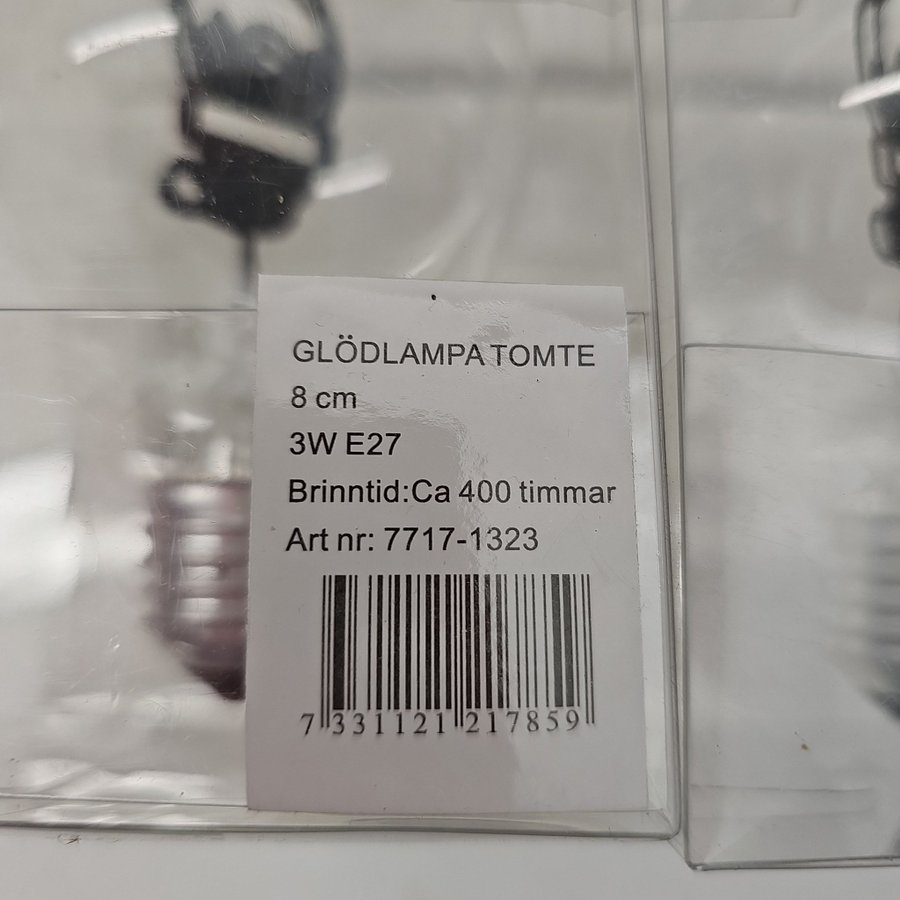 GLÖDLAMPA TOMTE
8 cm
3W E27
Brinntid:Ca 400 timmar
Art nr: 7717-1323
7 331121 217859